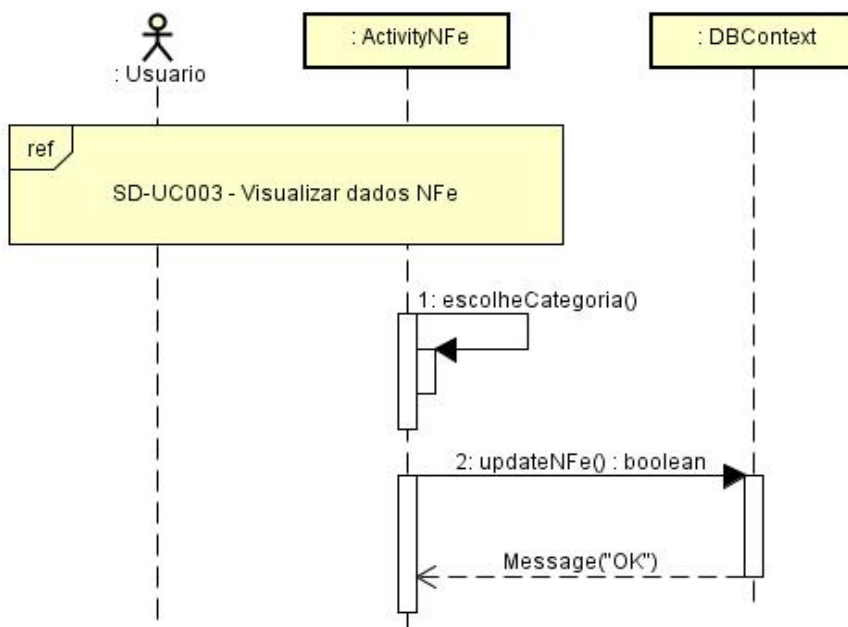 : Usuario
: ActivityNFe
: DBContext
ref
SD-UC003 - Visualizar dados NFe
1: escolheCategoria()
2: updateNFe() : boolean
Message("OK")